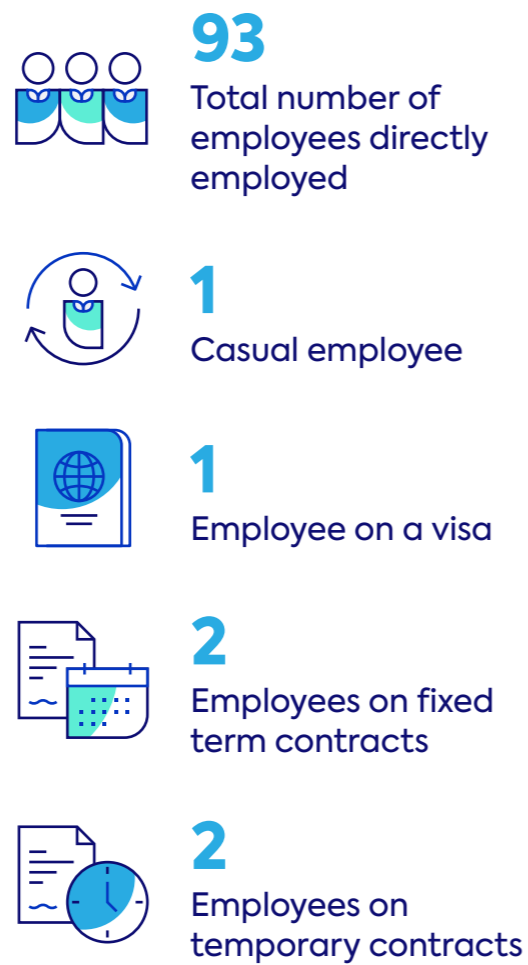 93
Total number of
employees directly
employed
1
Casual employee
1
Employee on a visa
2
Employees on fixed
term contracts
2
Employees on
temporary contracts